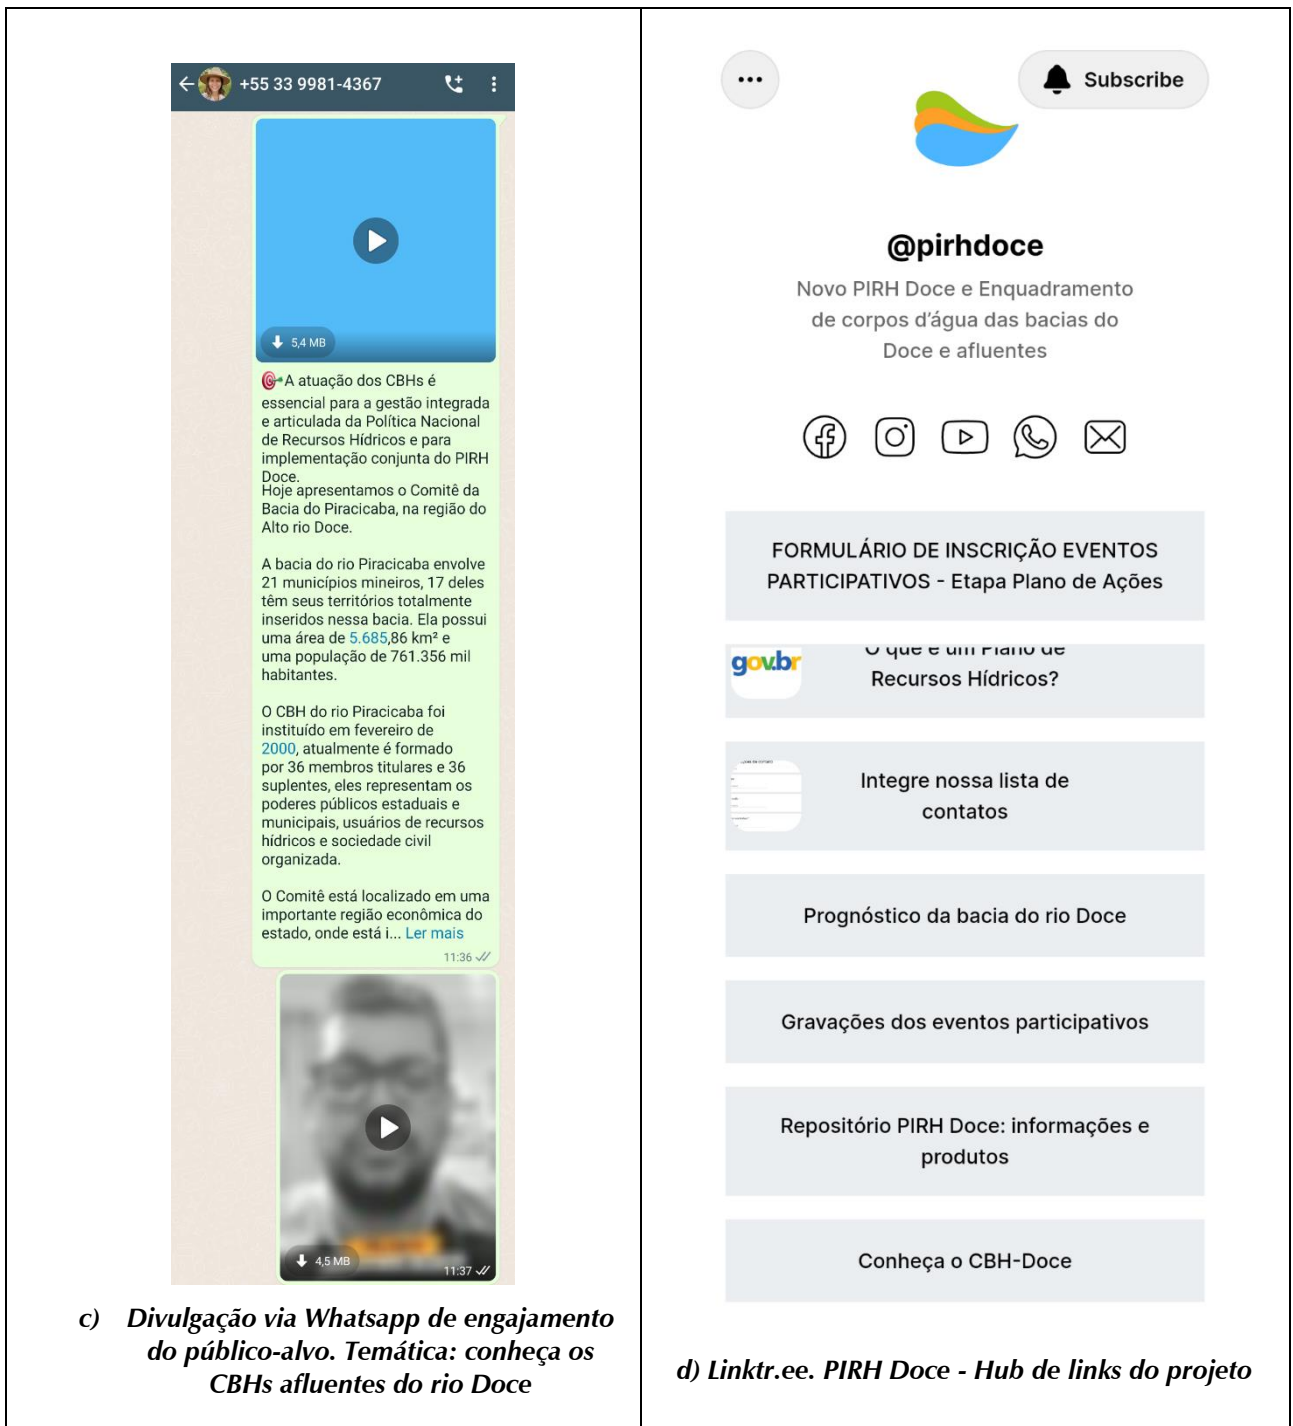 +55 33 9981-4367
5,4 MB
A atuação dos CBHs é
essencial para a gestão integrada
e articulada da Política Nacional
de Recursos Hídricos e para
implementação conjunta do PIRH
Doce.
Hoje apresentamos o Comitê da
Bacia do Piracicaba, na região do
Alto rio Doce.
A bacia do rio Piracicaba envolve
21 municípios mineiros, 17 deles
têm seus territórios totalmente
inseridos nessa bacia. Ela possui
uma área de 5.685,86 km² e
uma população de 761.356 mil
habitantes.
O CBH do rio Piracicaba foi
instituído em fevereiro de
2000, atualmente é formado
por 36 membros titulares e 36
suplentes, eles representam os
poderes públicos estaduais e
municipais, usuários de recursos
hídricos e sociedade civil
organizada.
O Comitê está localizado em uma
importante região econômica do
estado, onde está i... Ler mais
11:36
4,5 MB
11:37
c) Divulgação via Whatsapp de engajamento
do público-alvo. Temática: conheça os
CBHs afluentes do rio Doce
Subscribe
@pirhdoce
Novo PIRH Doce e Enquadramento
de corpos d'água das bacias do
Doce e afluentes
FORMULÁRIO DE INSCRIÇÃO EVENTOS
PARTICIPATIVOS - Etapa Plano de Ações
gov.br
O que é um Plano de
Recursos Hídricos?
Integre nossa lista de
contatos
Prognóstico da bacia do rio Doce
Gravações dos eventos participativos
Repositório PIRH Doce: informações e
produtos
Conheça o CBH-Doce
d) Linktr.ee. PIRH Doce - Hub de links do projeto